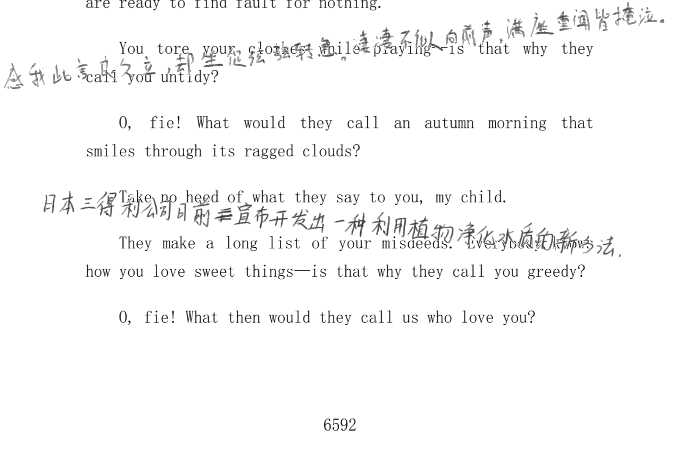 are ready to find fault for nothing.
You tore your clothes while playing—is that why they
感我此言良久立，却坐促弦弦转急。凄凄不似向前声，满座重闻皆掩泣。
call you untidy?
O, fie! What would they call an autumn morning that
smiles through its ragged clouds?
Take no heed of what they say to you, my child.
日本三得利公司日前宣布开发出一种利用植物净化水质的新方法.
They make a long list of your misdeeds. Everybody knows
how you love sweet things—is that why they call you greedy?
O, fie! What then would they call us who love you?
6592